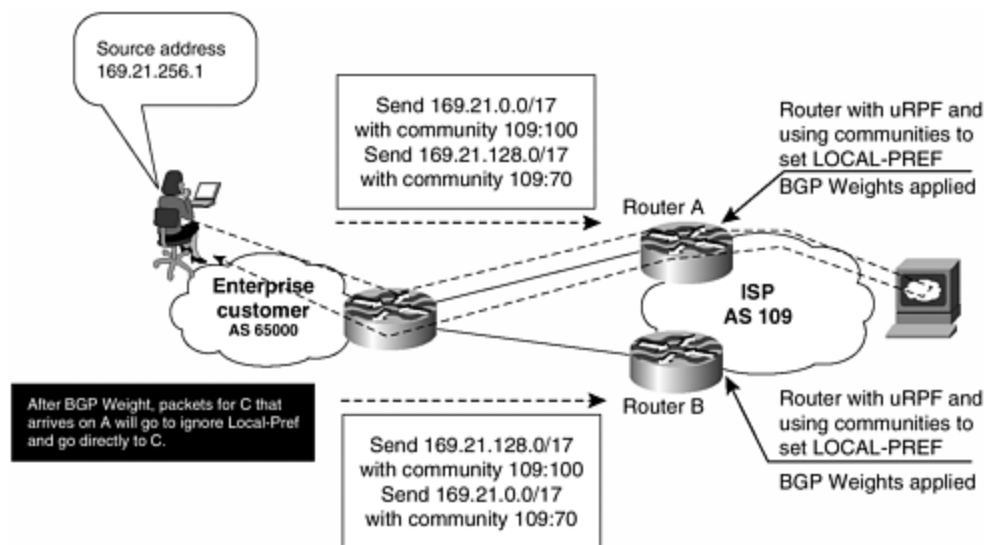 Source address
169.21.256.1
Send 169.21.0.0/17
with community 109:100
Send 169.21.128.0/17
with community 109:70
Router with uRPF and
using communities to
set LOCAL-PREF
BGP Weights applied
Router A
Enterprise
customer
AS 65000
ISP
AS 109
After BGP Weight, packets for C that
arrives on A will go to ignore Local-Pref
and go directly to C.
Router B
Send 169.21.128.0/17
with community 109:100
Send 169.21.0.0/17
with community 109:70
Router with uRPF and
using communities to
set LOCAL-PREF
BGP Weights applied